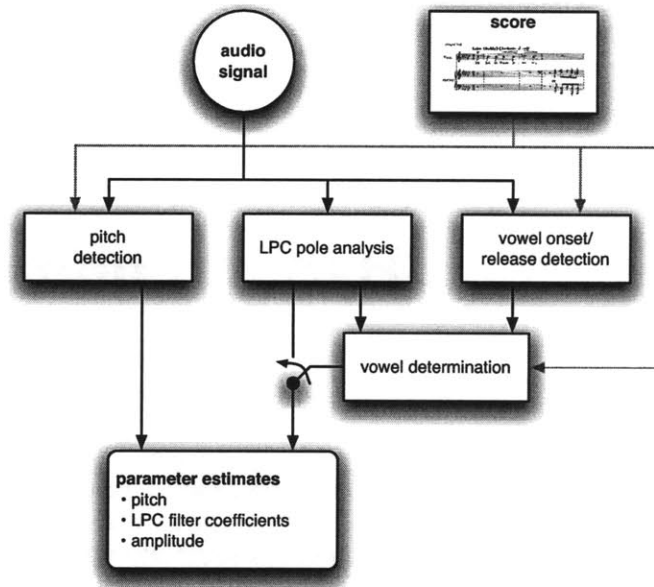 audio
signal
score
pitch
detection
LPC pole analysis
vowel onset/
release detection
vowel determination
parameter estimates
• pitch
• LPC filter coefficients
• amplitude